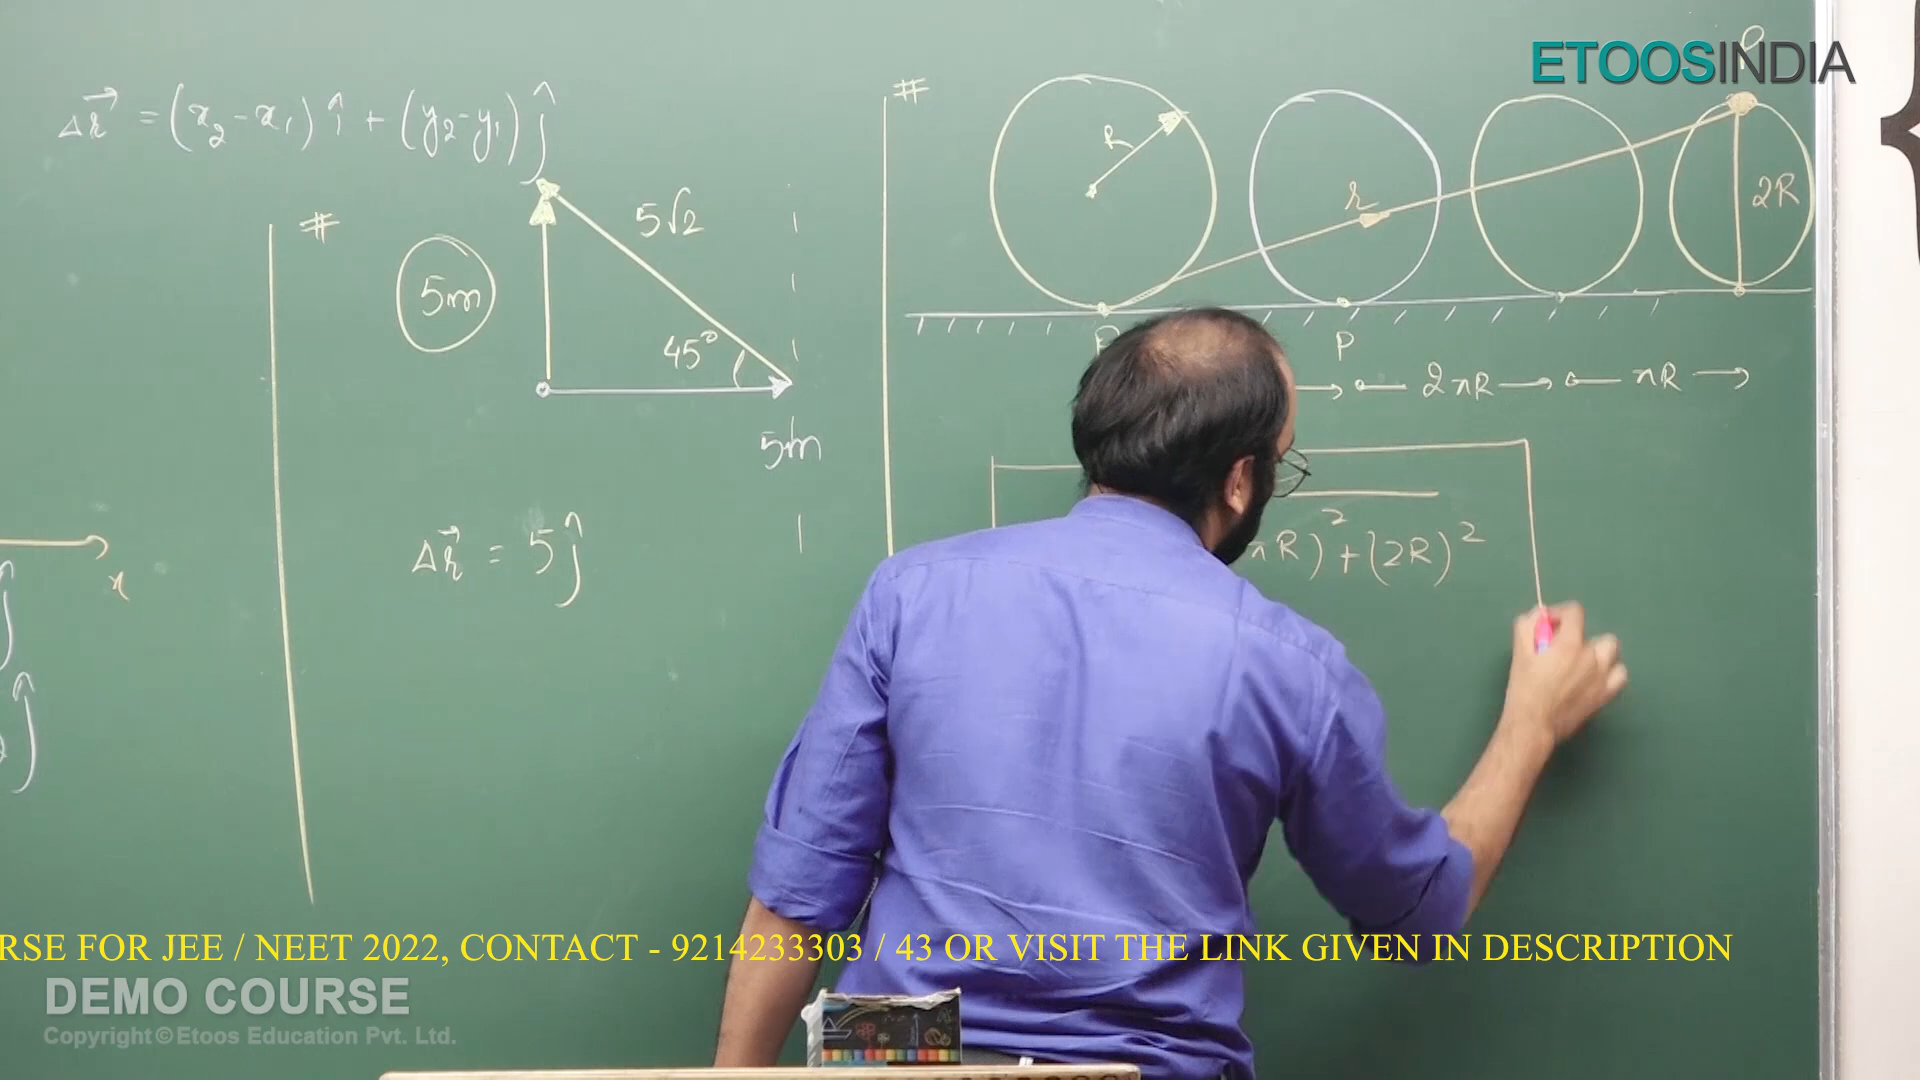 ETOOSINDIA
Δr⃗ = (x₂ - x₁) î + (y₂ - y₁) ĵ
#
5m
5√2
45°
5m
Δr⃗ = 5 ĵ
x
ĵ
ĵ
#
R
r
2R
P
P
2πR
πR
πR)² + (2R)²
RSE FOR JEE / NEET 2022, CONTACT - 9214233303 / 43 OR VISIT THE LINK GIVEN IN DESCRIPTION
DEMO COURSE
Copyright © Etoos Education Pvt. Ltd.